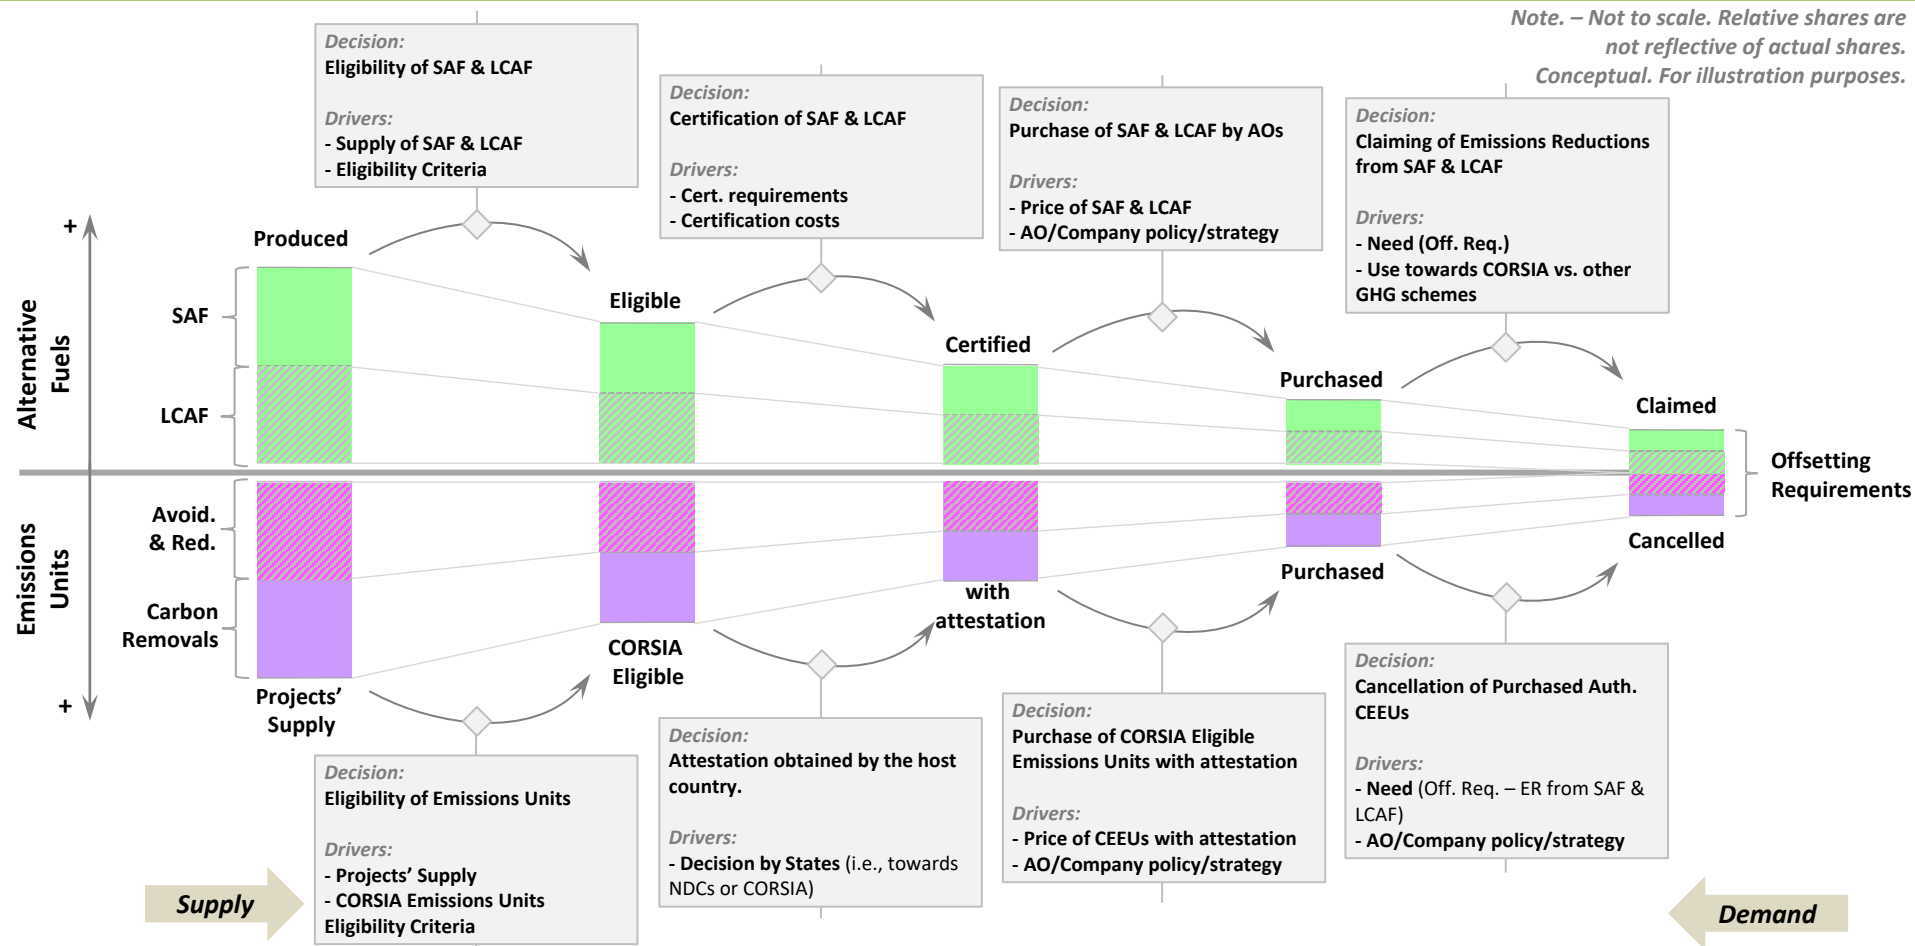 Note. – Not to scale. Relative shares are
not reflective of actual shares.
Conceptual. For illustration purposes.
Decision:
Eligibility of SAF & LCAF
Drivers:
- Supply of SAF & LCAF
- Eligibility Criteria
Decision:
Certification of SAF & LCAF
Drivers:
- Cert. requirements
- Certification costs
Decision:
Purchase of SAF & LCAF by AOs
Drivers:
- Price of SAF & LCAF
- AO/Company policy/strategy
Decision:
Claiming of Emissions Reductions
from SAF & LCAF
Drivers:
- Need (Off. Req.)
- Use towards CORSIA vs. other
GHG schemes
+
Alternative
Fuels
SAF
LCAF
Produced
Eligible
Certified
Purchased
Claimed
Offsetting
Requirements
Emissions
Units
+
Avoid.
& Red.
Carbon
Removals
Projects’
Supply
CORSIA
Eligible
with
attestation
Purchased
Cancelled
Decision:
Eligibility of Emissions Units
Drivers:
- Projects’ Supply
- CORSIA Emissions Units
Eligibility Criteria
Decision:
Attestation obtained by the host
country.
Drivers:
- Decision by States (i.e., towards
NDCs or CORSIA)
Decision:
Purchase of CORSIA Eligible
Emissions Units with attestation
Drivers:
- Price of CEEUs with attestation
- AO/Company policy/strategy
Decision:
Cancellation of Purchased Auth.
CEEUs
Drivers:
- Need (Off. Req. – ER from SAF &
LCAF)
- AO/Company policy/strategy
Supply
Demand